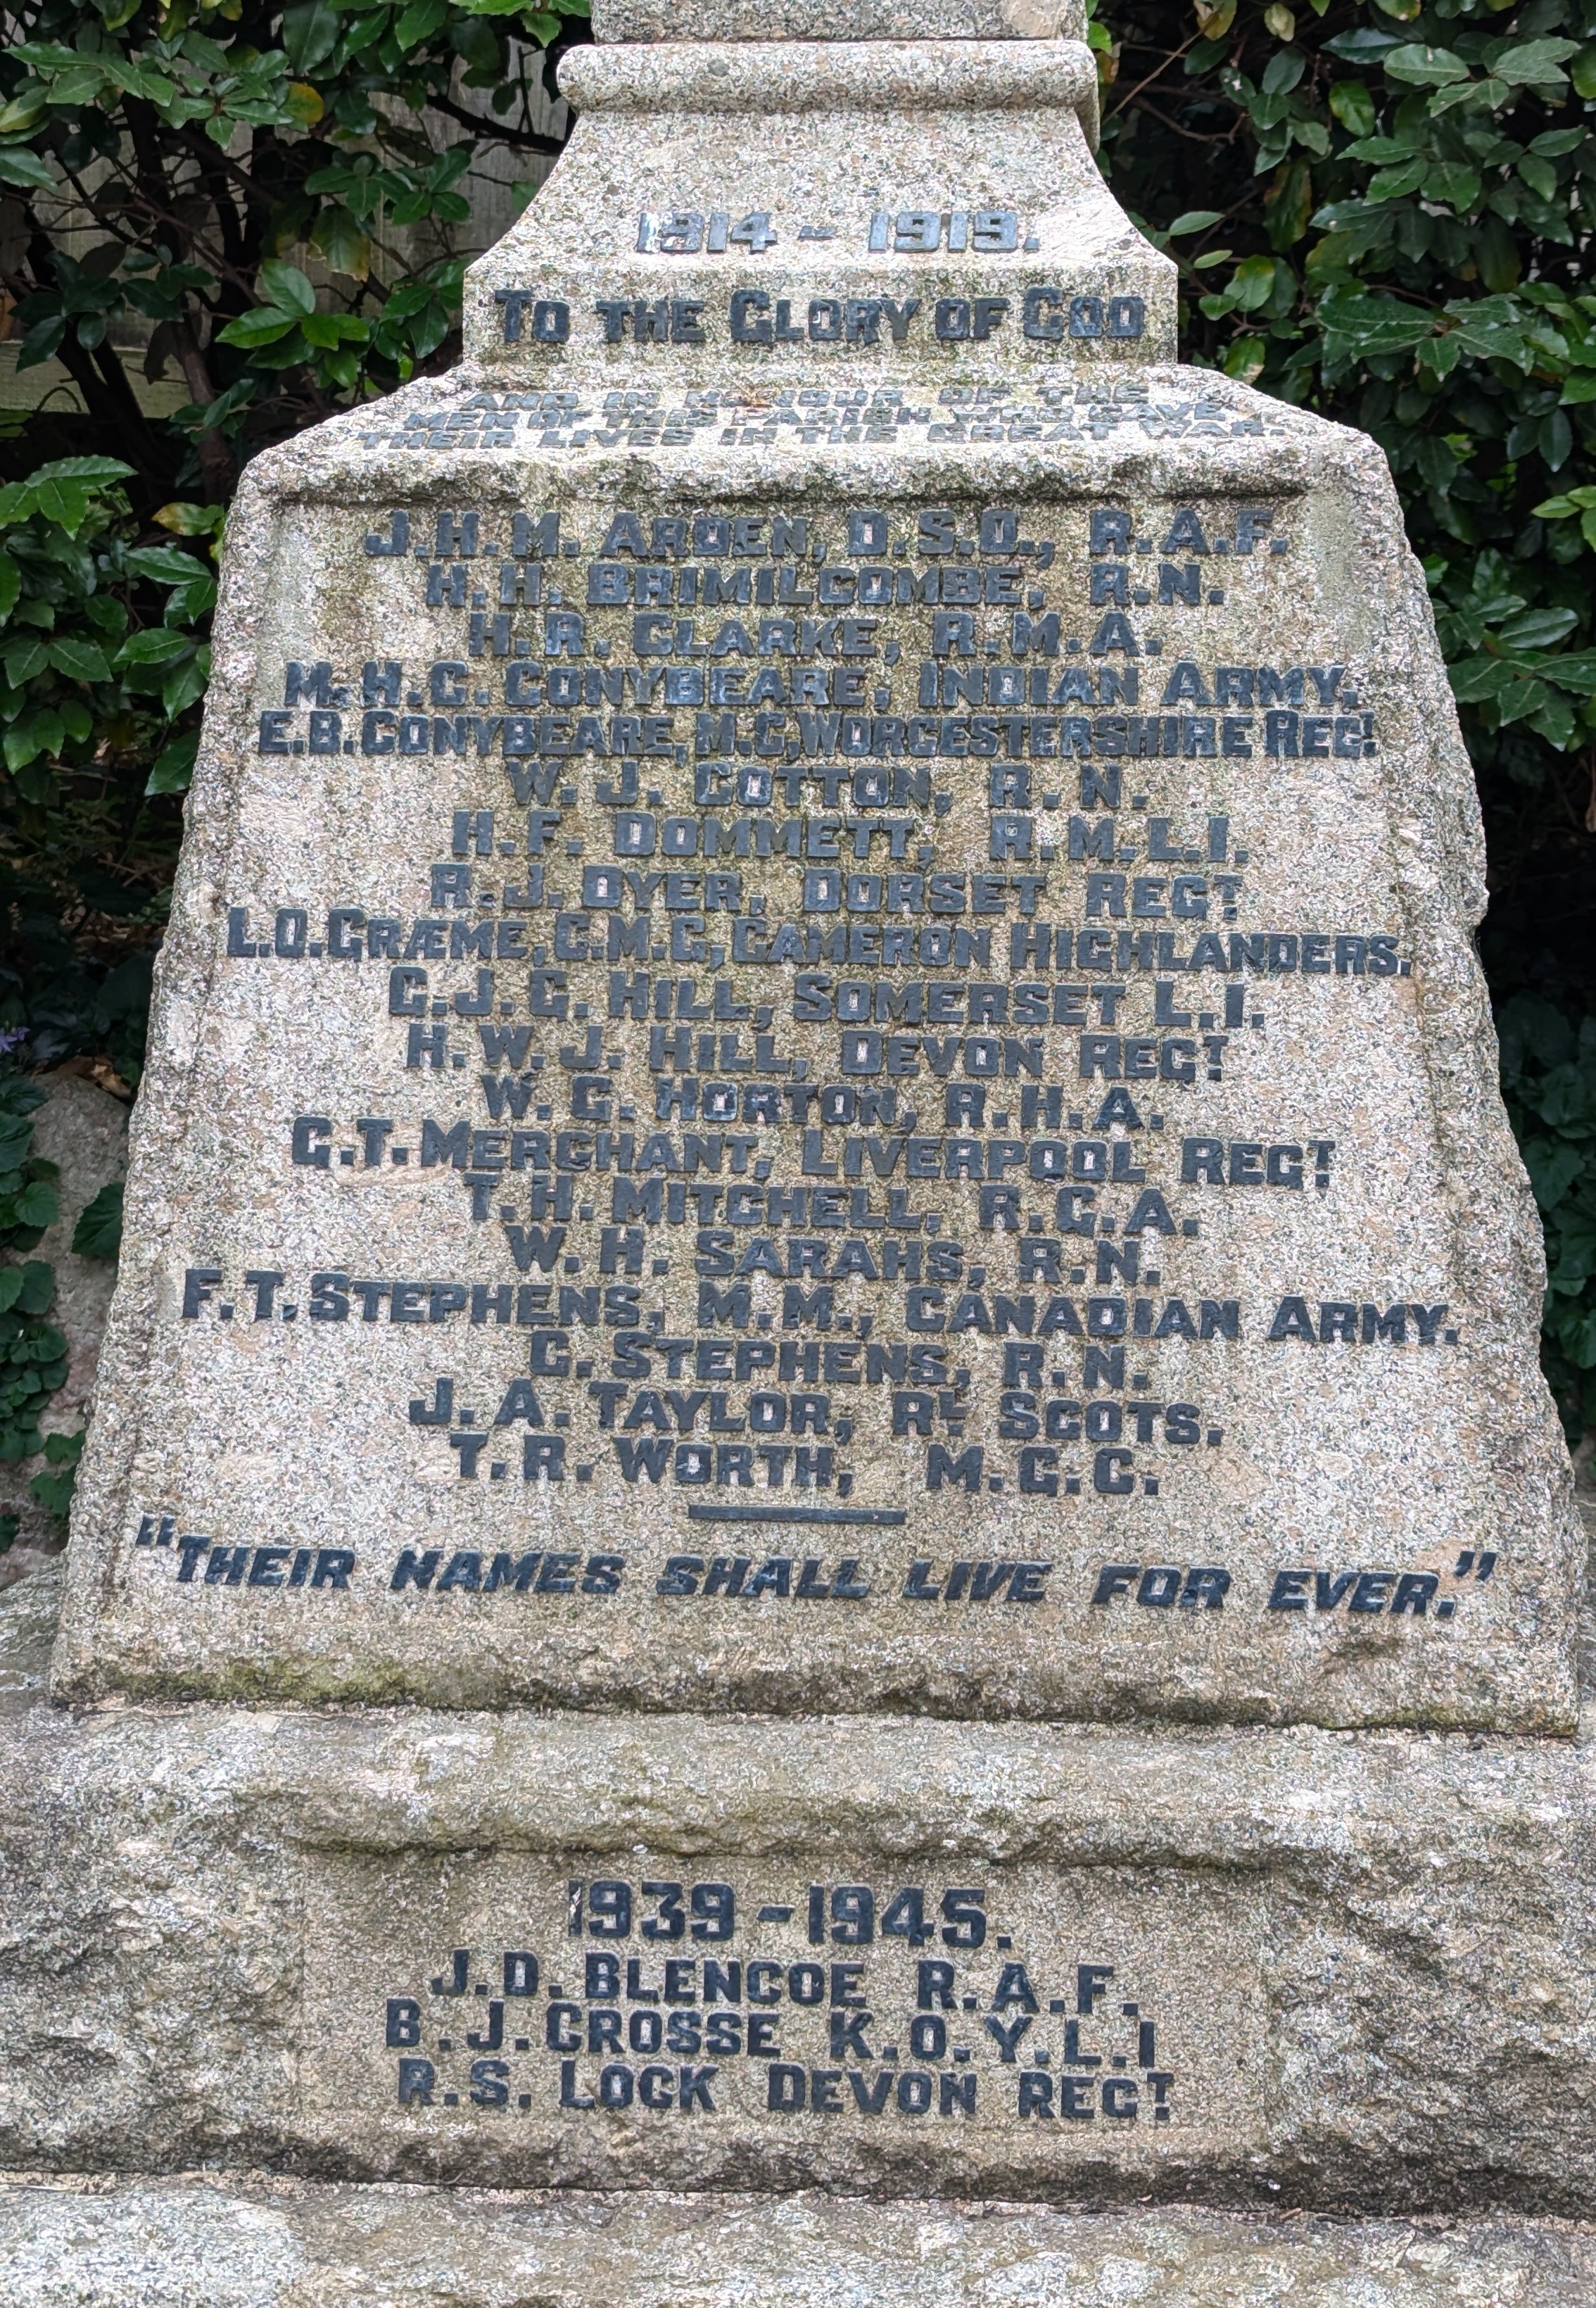 1914 - 1919.
TO THE GLORY OF GOD
AND IN HONOUR OF THE
MEN OF THIS PARISH WHO GAVE
THEIR LIVES IN THE GREAT WAR.
J.H.M. ARDEN, D.S.O., R.A.F.
H.H. BRIMILCOMBE, R.N.
H.R. CLARKE, R.M.A.
M.H.C. CONYBEARE, INDIAN ARMY.
E.B. CONYBEARE, M.C, WORCESTERSHIRE REGT
W.J. COTTON, R.N.
H.F. DOMMETT, R.M.L.I.
R.J. DYER, DORSET REGT
L.O. GRÆME, C.M.G, CAMERON HIGHLANDERS.
G.J.G. HILL, SOMERSET L.I.
H.W.J. HILL, DEVON REGT
W.G. HORTON, R.H.A.
G.T. MERCHANT, LIVERPOOL REGT
T.H. MITCHELL, R.G.A.
W.H. SARAHS, R.N.
F.T. STEPHENS, M.M., CANADIAN ARMY.
C. STEPHENS, R.N.
J.A. TAYLOR, RL SCOTS.
T.R. WORTH, M.G.C.
"THEIR NAMES SHALL LIVE FOR EVER."
1939 - 1945.
J.D. BLENCOE R.A.F.
B.J. CROSSE K.O.Y.L.I
R.S. LOCK DEVON REGT